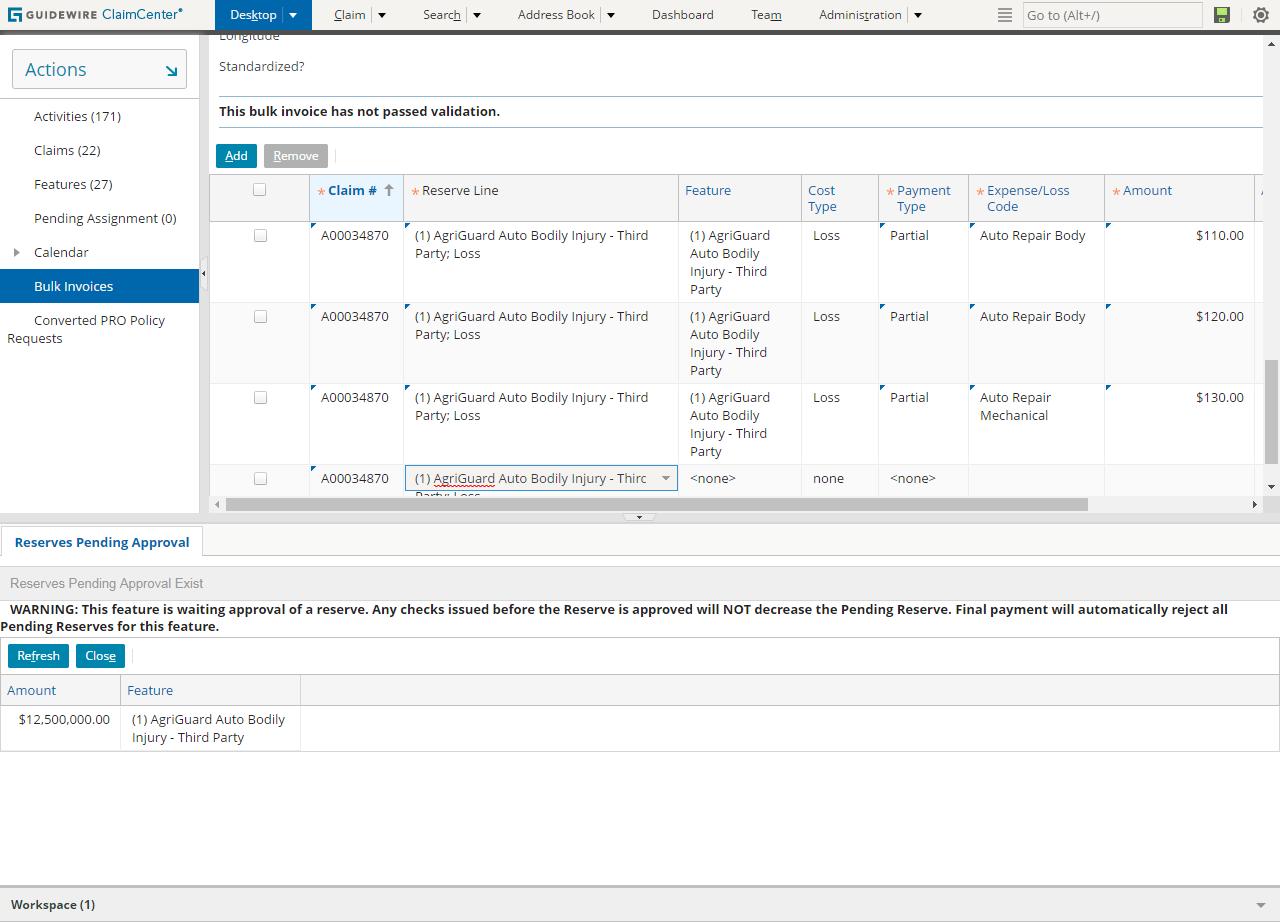 GUIDEWIRE ClaimCenter®
Desktop
Claim
Search
Address Book
Dashboard
Team
Administration
Go to (Alt+/)
Actions
Activities (171)
Claims (22)
Features (27)
Pending Assignment (0)
Calendar
Bulk Invoices
Converted PRO Policy
Requests
Longitude
Standardized?
This bulk invoice has not passed validation.
Add Remove
* Claim # * Reserve Line Feature Cost * Payment * Expense/Loss * Amount
Type Type Code
A00034870 (1) AgriGuard Auto Bodily Injury - Third (1) AgriGuard Loss Partial Auto Repair Body $110.00
Party; Loss Auto Bodily
Injury - Third
Party
A00034870 (1) AgriGuard Auto Bodily Injury - Third (1) AgriGuard Loss Partial Auto Repair Body $120.00
Party; Loss Auto Bodily
Injury - Third
Party
A00034870 (1) AgriGuard Auto Bodily Injury - Third (1) AgriGuard Loss Partial Auto Repair $130.00
Party; Loss Auto Bodily Mechanical
Injury - Third
Party
A00034870 (1) AgriGuard Auto Bodily Injury - Thirc <none> none <none>
Party; Loss
Reserves Pending Approval
Reserves Pending Approval Exist
WARNING: This feature is waiting approval of a reserve. Any checks issued before the Reserve is approved will NOT decrease the Pending Reserve. Final payment will automatically reject all
Pending Reserves for this feature.
Refresh Close
Amount Feature
$12,500,000.00 (1) AgriGuard Auto Bodily
Injury - Third Party
Workspace (1)